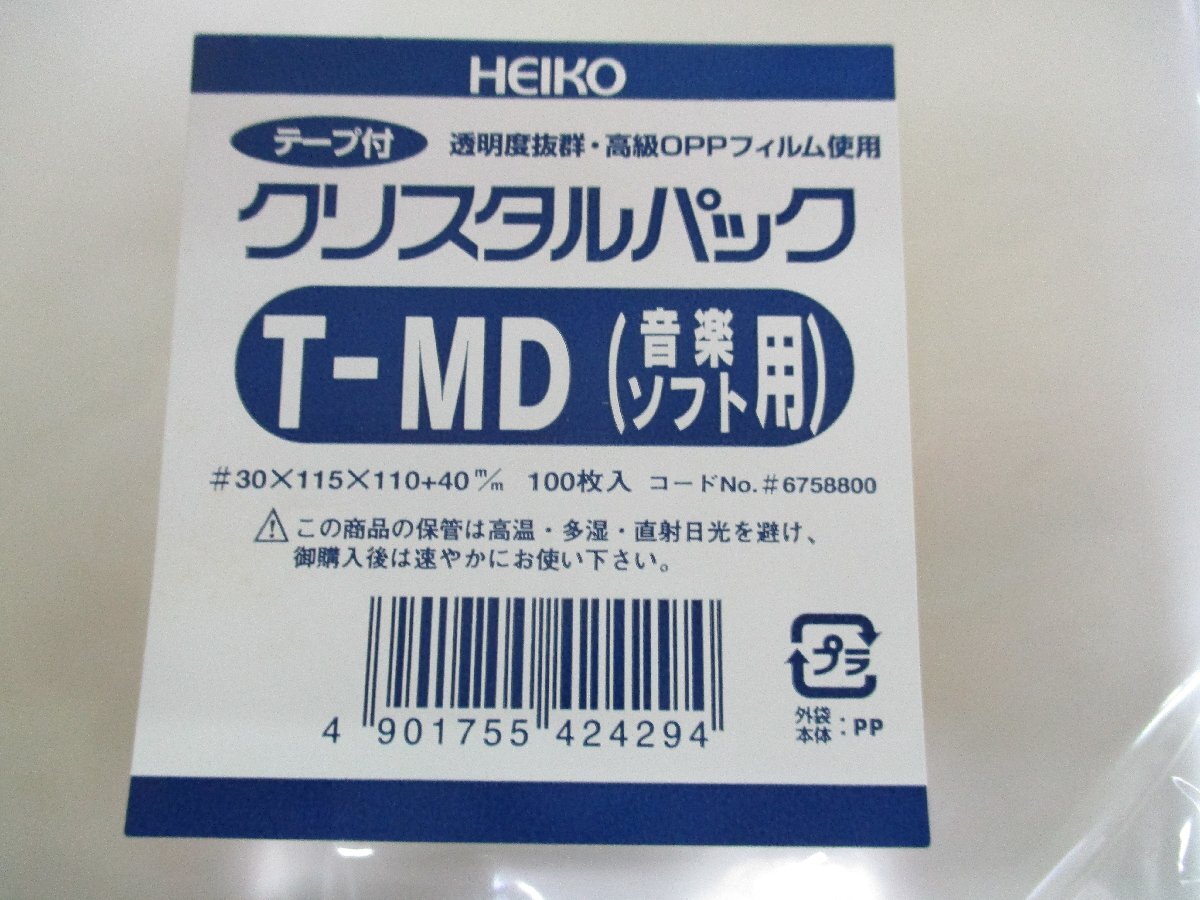 HEIKO
テープ付 透明度抜群・高級OPPフィルム使用
クリスタルパック
T-MD(音楽ソフト用)
#30×115×110+40m/m 100枚入 コードNo.#6758800
⚠この商品の保管は高温・多湿・直射日光を避け、
御購入後は速やかにお使い下さい。
プラ
外袋
本体:PP
4 901755 424294